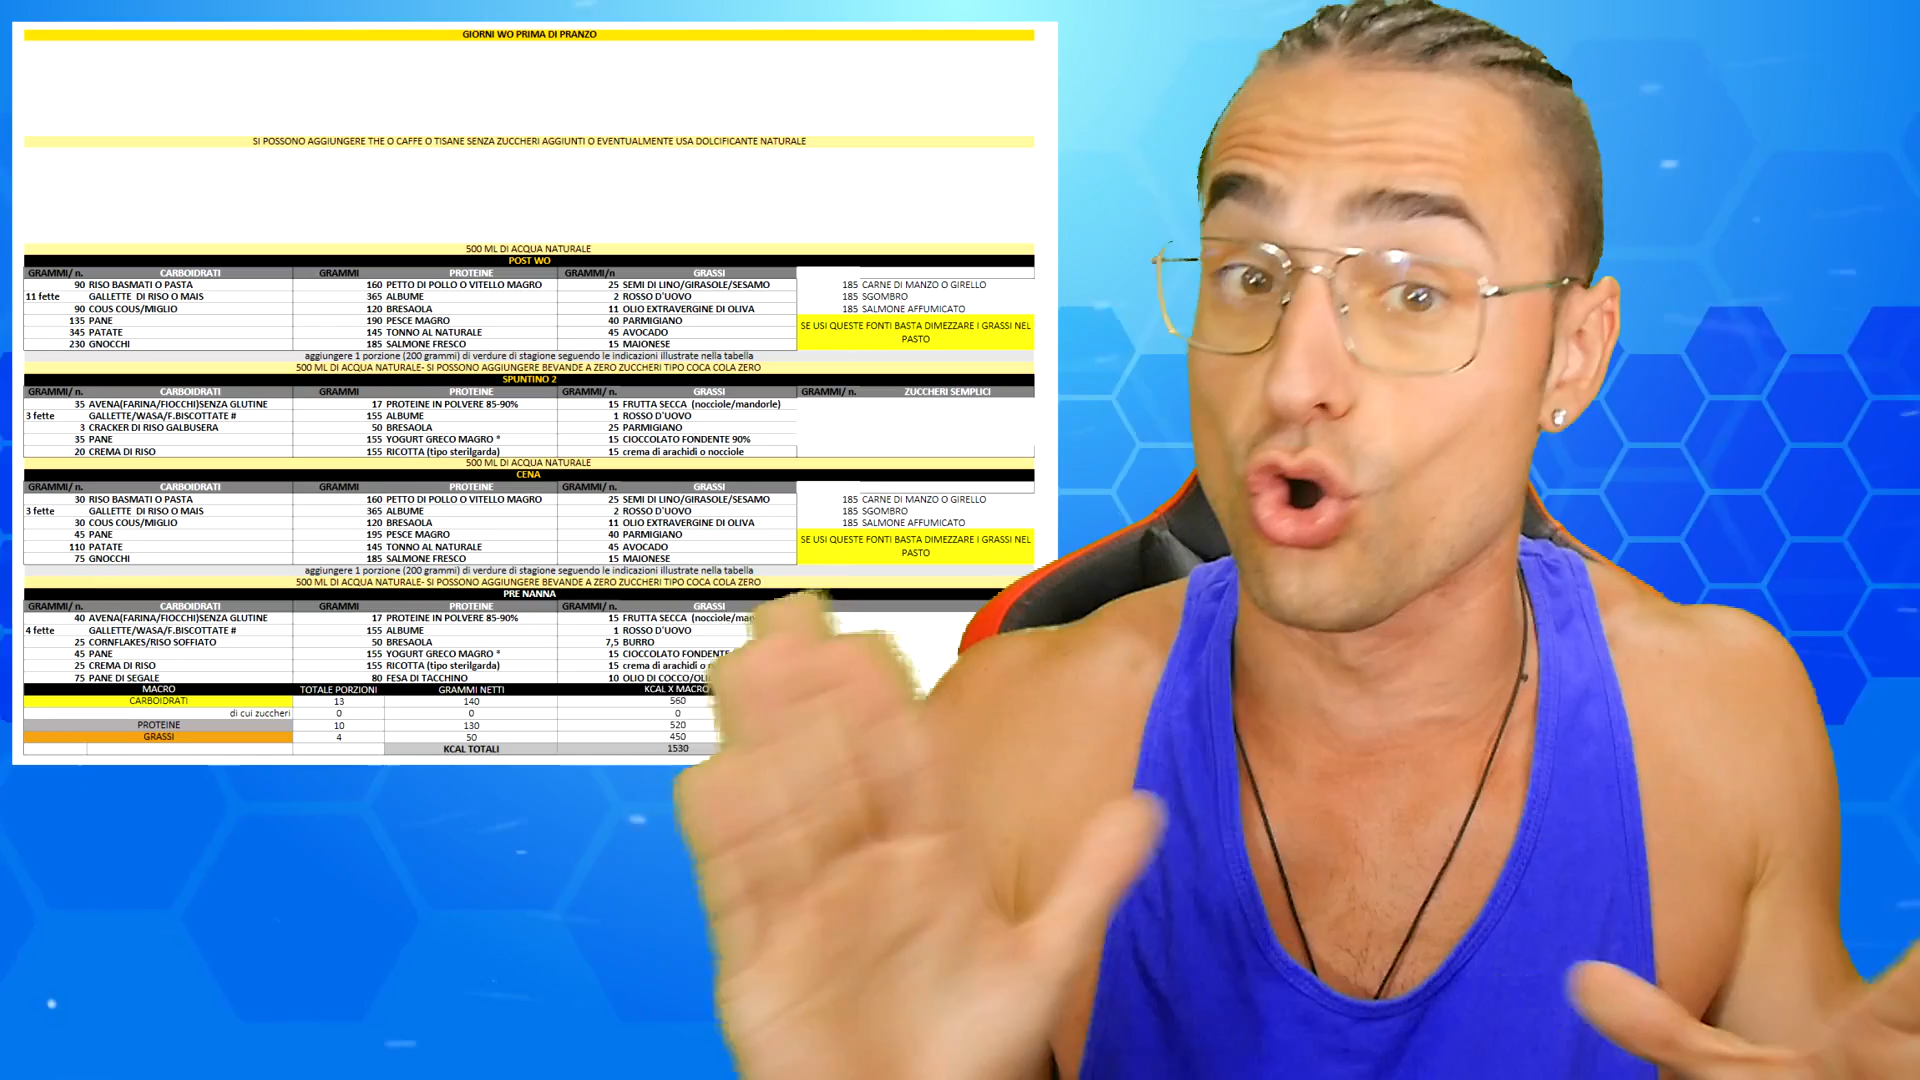 GIORNI WO PRIMA DI PRANZO
SI POSSONO AGGIUNGERE THE O CAFFE O TISANE SENZA ZUCCHERI AGGIUNTI O EVENTUALMENTE USA DOLCIFICANTE NATURALE
500 ML DI ACQUA NATURALE
POST WO
GRAMMI/ n. CARBOIDRATI GRAMMI PROTEINE GRAMMI/n GRASSI
90 RISO BASMATI O PASTA 160 PETTO DI POLLO O VITELLO MAGRO 25 SEMI DI LINO/GIRASOLE/SESAMO 185 CARNE DI MANZO O GIRELLO
11 fette GALLETTE DI RISO O MAIS 365 ALBUME 2 ROSSO D'UOVO 185 SGOMBRO
90 COUS COUS/MIGLIO 120 BRESAOLA 11 OLIO EXTRAVERGINE DI OLIVA 185 SALMONE AFFUMICATO
135 PANE 190 PESCE MAGRO 40 PARMIGIANO
345 PATATE 145 TONNO AL NATURALE 45 AVOCADO
230 GNOCCHI 185 SALMONE FRESCO 15 MAIONESE
SE USI QUESTE FONTI BASTA DIMEZZARE I GRASSI NEL
PASTO
aggiungere 1 porzione (200 grammi) di verdure di stagione seguendo le indicazioni illustrate nella tabella
500 ML DI ACQUA NATURALE- SI POSSONO AGGIUNGERE BEVANDE A ZERO ZUCCHERI TIPO COCA COLA ZERO
SPUNTINO 2
GRAMMI/ n. CARBOIDRATI GRAMMI PROTEINE GRAMMI/ n. GRASSI GRAMMI/ n. ZUCCHERI SEMPLICI
35 AVENA(FARINA/FIOCCHI)SENZA GLUTINE 17 PROTEINE IN POLVERE 85-90% 15 FRUTTA SECCA (nocciole/mandorle)
3 fette GALLETTE/WASA/F.BISCOTTATE # 155 ALBUME 1 ROSSO D'UOVO
3 CRACKER DI RISO GALBUSERA 50 BRESAOLA 25 PARMIGIANO
35 PANE 155 YOGURT GRECO MAGRO * 15 CIOCCOLATO FONDENTE 90%
20 CREMA DI RISO 155 RICOTTA (tipo sterilgarda) 15 crema di arachidi o nocciole
500 ML DI ACQUA NATURALE
CENA
GRAMMI/ n. CARBOIDRATI GRAMMI PROTEINE GRAMMI/ n. GRASSI
30 RISO BASMATI O PASTA 160 PETTO DI POLLO O VITELLO MAGRO 25 SEMI DI LINO/GIRASOLE/SESAMO 185 CARNE DI MANZO O GIRELLO
3 fette GALLETTE DI RISO O MAIS 365 ALBUME 2 ROSSO D'UOVO 185 SGOMBRO
30 COUS COUS/MIGLIO 120 BRESAOLA 11 OLIO EXTRAVERGINE DI OLIVA 185 SALMONE AFFUMICATO
45 PANE 195 PESCE MAGRO 40 PARMIGIANO
110 PATATE 145 TONNO AL NATURALE 45 AVOCADO
75 GNOCCHI 185 SALMONE FRESCO 15 MAIONESE
SE USI QUESTE FONTI BASTA DIMEZZARE I GRASSI NEL
PASTO
aggiungere 1 porzione (200 grammi) di verdure di stagione seguendo le indicazioni illustrate nella tabella
500 ML DI ACQUA NATURALE- SI POSSONO AGGIUNGERE BEVANDE A ZERO ZUCCHERI TIPO COCA COLA ZERO
PRE NANNA
GRAMMI/ n. CARBOIDRATI GRAMMI PROTEINE GRAMMI/ n. GRASSI
40 AVENA(FARINA/FIOCCHI)SENZA GLUTINE 17 PROTEINE IN POLVERE 85-90% 15 FRUTTA SECCA
4 fette GALLETTE/WASA/F.BISCOTTATE # 155 ALBUME 1 ROSSO D'UOVO
25 CORNFLAKES/RISO SOFFIATO 50 BRESAOLA 7,5 BURRO
45 PANE 155 YOGURT GRECO MAGRO * 15 CIOCCOLATO FONDENTE
25 CREMA DI RISO 155 RICOTTA (tipo sterilgarda) 15 crema di arachidi o
75 PANE DI SEGALE 80 FESA DI TACCHINO 10 OLIO DI COCCO/
MACRO TOTALE PORZIONI GRAMMI NETTI KCAL X MACRO
CARBOIDRATI 13 140 560
di cui zuccheri 0 0 0
PROTEINE 10 130 520
GRASSI 4 50 450
KCAL TOTALI 1530